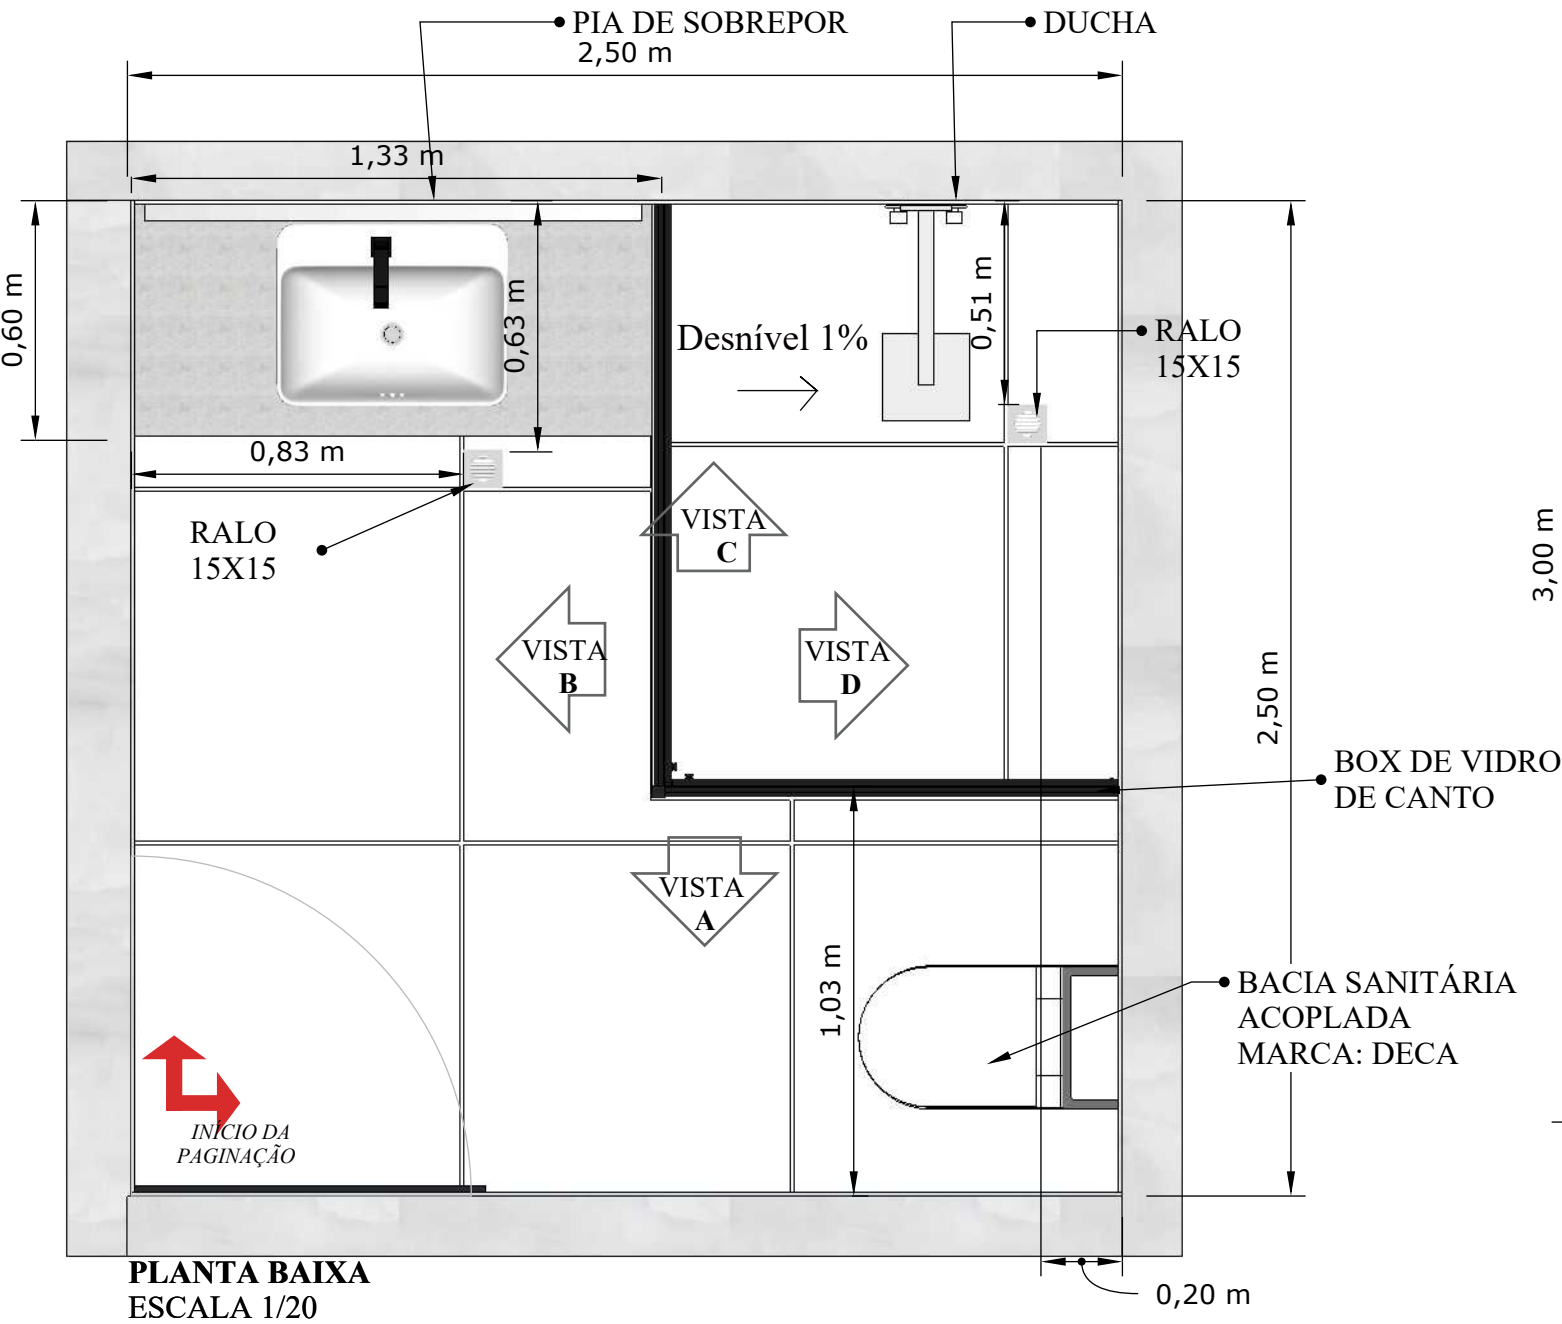 PIA DE SOBREPOR
DUCHA
2,50 m
1,33 m
0,60 m
0,63 m
0,51 m
Desnível 1%
RALO
15X15
0,83 m
RALO
15X15
VISTA
C
VISTA
B
VISTA
D
3,00 m
2,50 m
BOX DE VIDRO
DE CANTO
VISTA
A
1,03 m
BACIA SANITÁRIA
ACOPLADA
MARCA: DECA
INÍCIO DA
PAGINAÇÃO
PLANTA BAIXA
ESCALA 1/20
0,20 m